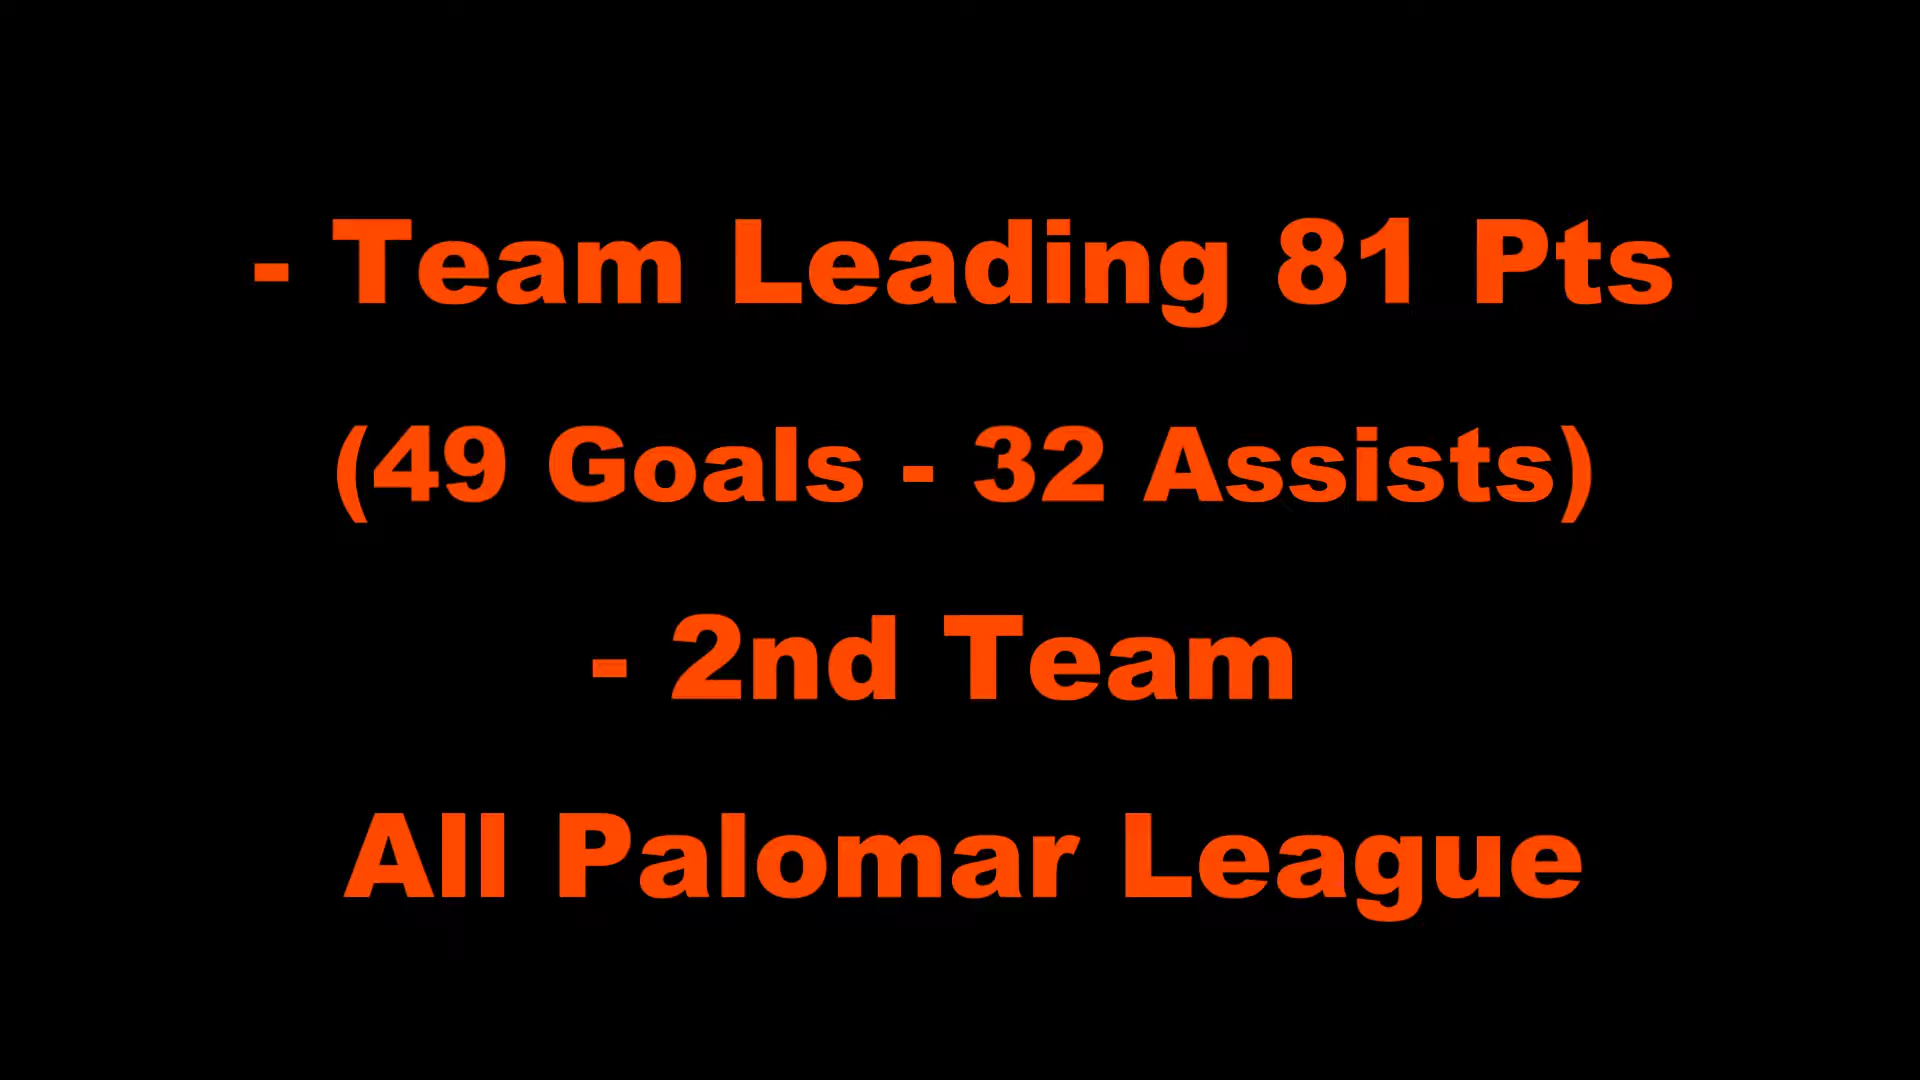 - Team Leading 81 Pts
(49 Goals - 32 Assists)
- 2nd Team
All Palomar League